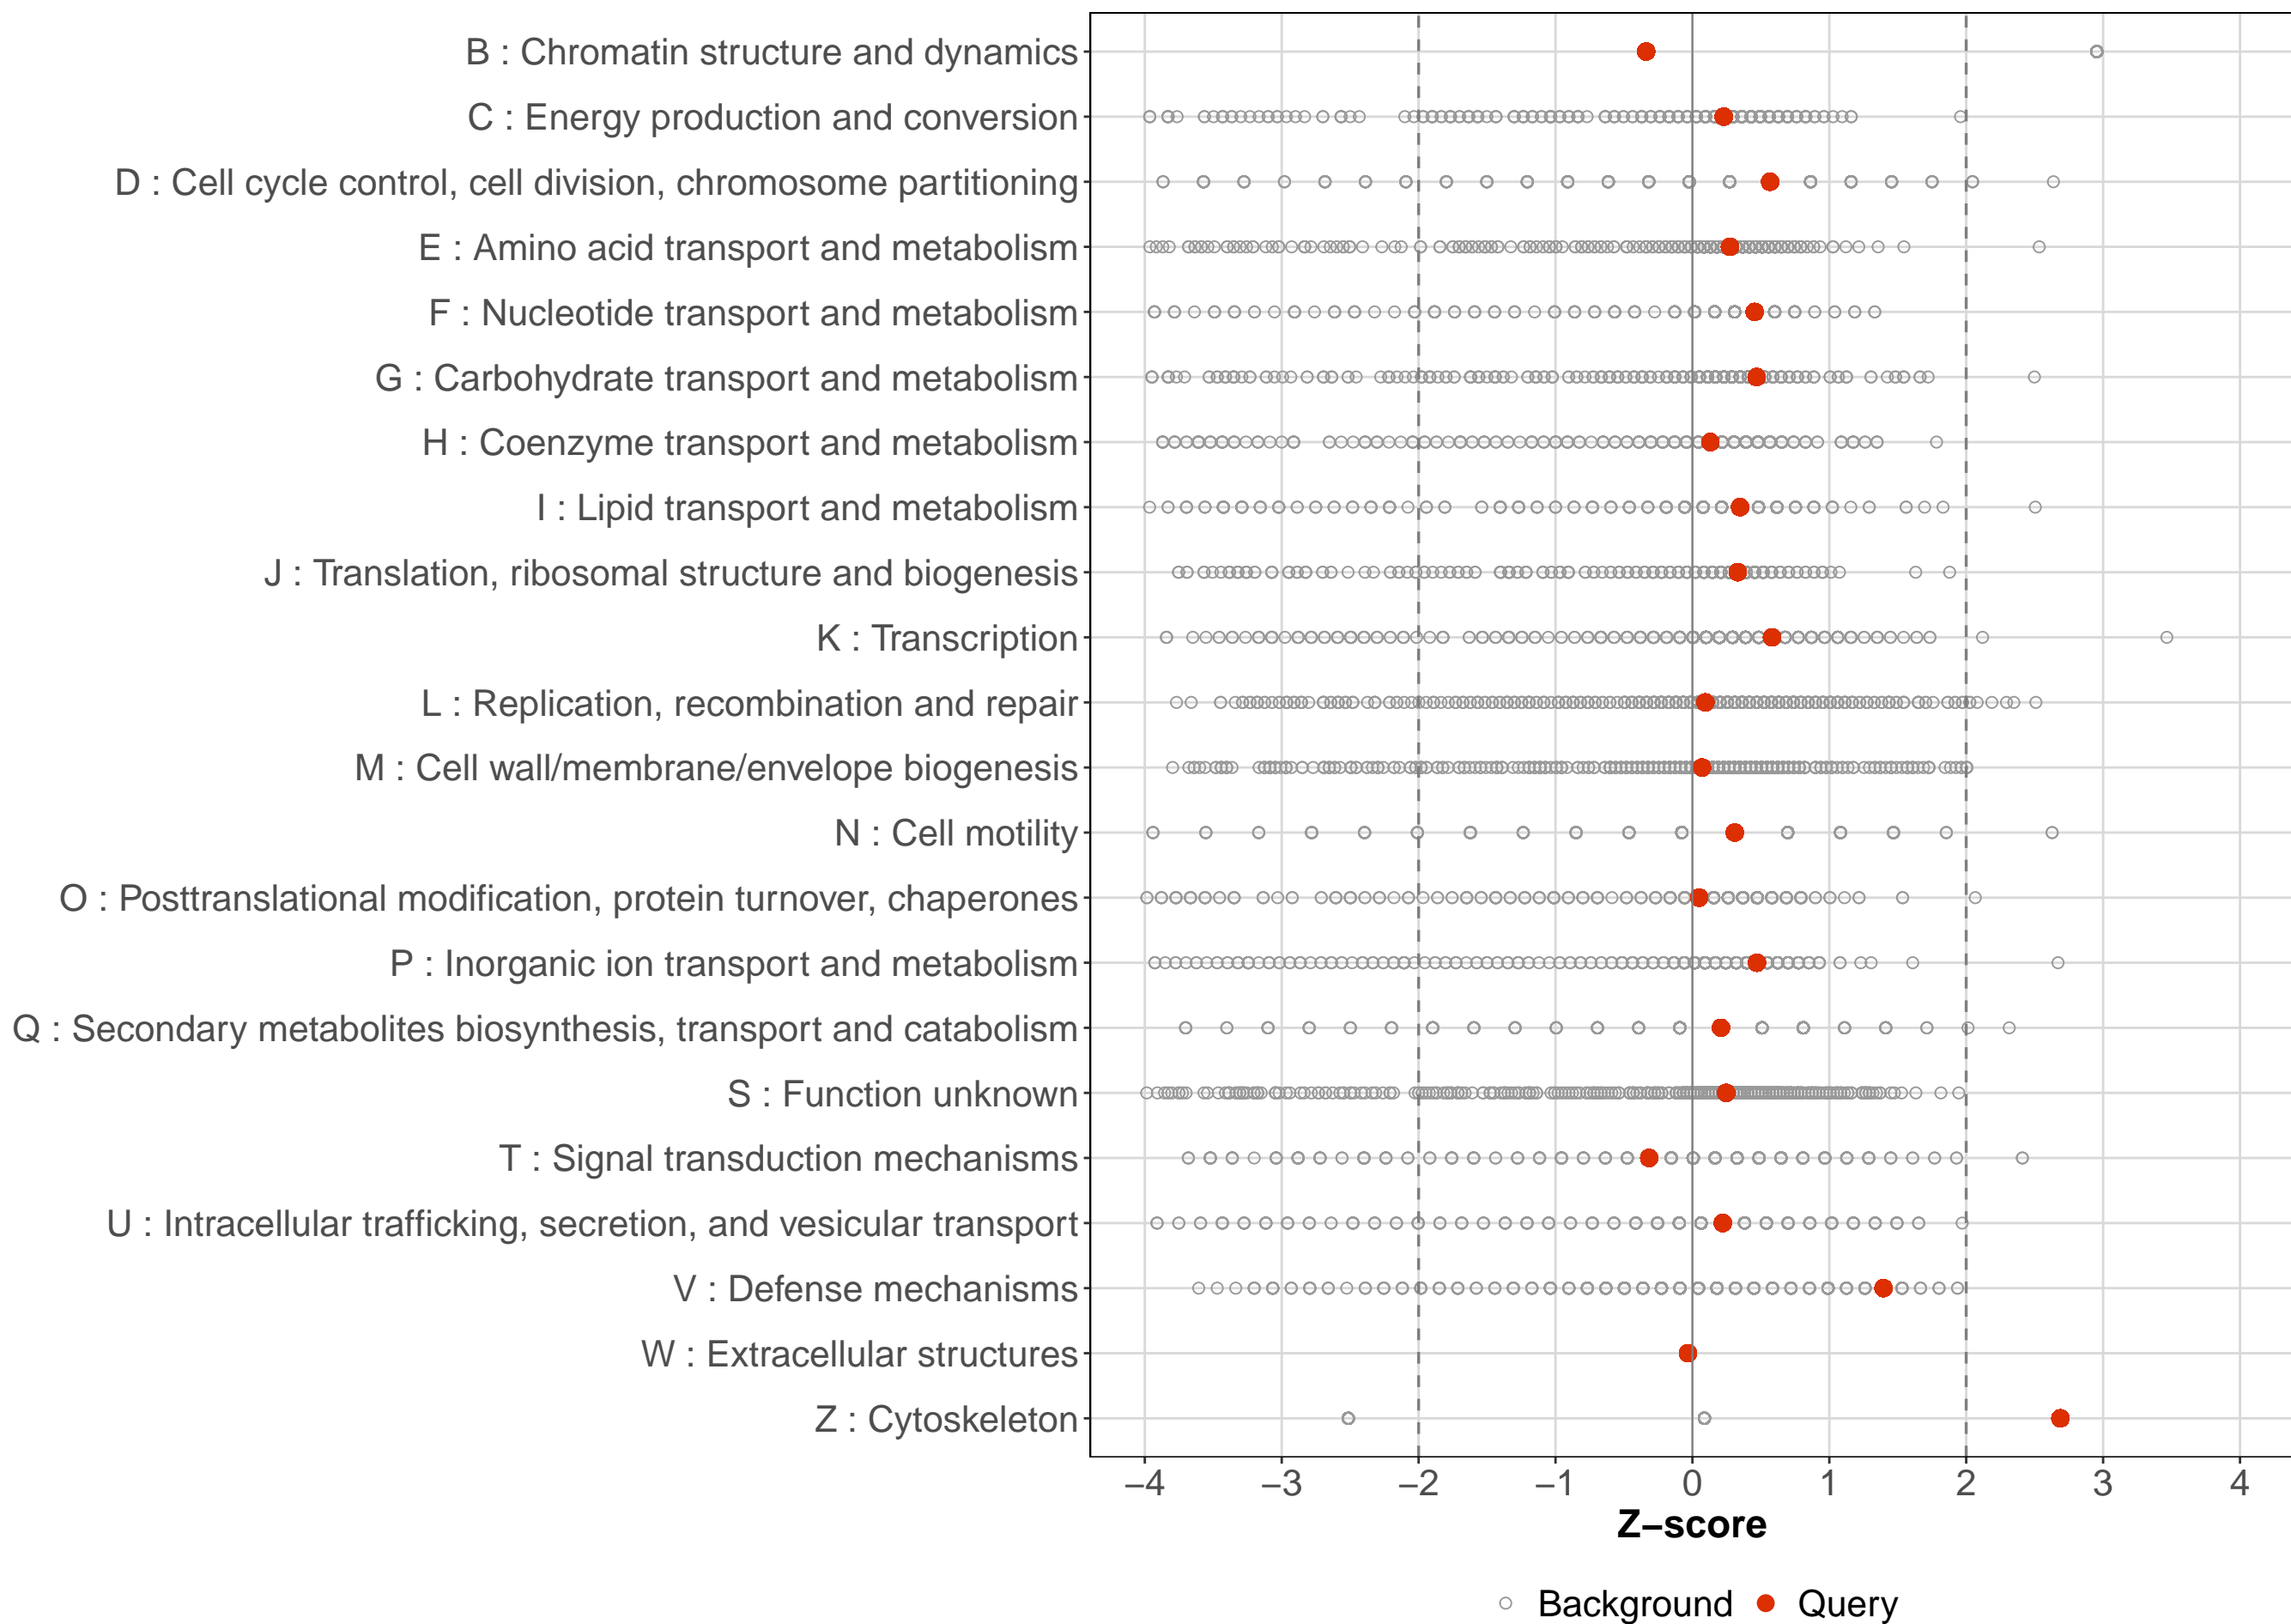 B : Chromatin structure and dynamics
C : Energy production and conversion
D : Cell cycle control, cell division, chromosome partitioning
E : Amino acid transport and metabolism
F : Nucleotide transport and metabolism
G : Carbohydrate transport and metabolism
H : Coenzyme transport and metabolism
I : Lipid transport and metabolism
J : Translation, ribosomal structure and biogenesis
K : Transcription
L : Replication, recombination and repair
M : Cell wall/membrane/envelope biogenesis
N : Cell motility
O : Posttranslational modification, protein turnover, chaperones
P : Inorganic ion transport and metabolism
Q : Secondary metabolites biosynthesis, transport and catabolism
S : Function unknown
T : Signal transduction mechanisms
U : Intracellular trafficking, secretion, and vesicular transport
V : Defense mechanisms
W : Extracellular structures
Z : Cytoskeleton
−4 −3 −2 −1 0 1 2 3 4
Z−score
Background Query